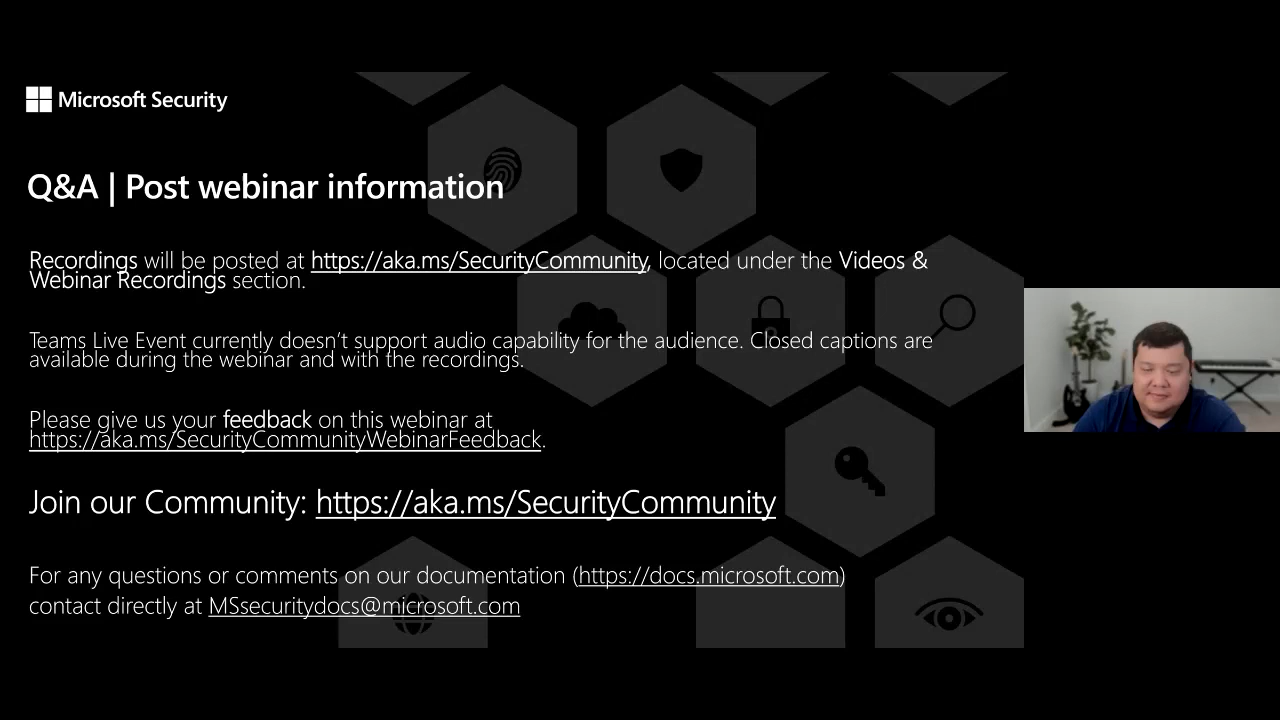 Microsoft Security
Q&A | Post webinar information
Recordings will be posted at https://aka.ms/SecurityCommunity, located under the Videos &
Webinar Recordings section.
Teams Live Event currently doesn’t support audio capability for the audience. Closed captions are
available during the webinar and with the recordings.
Please give us your feedback on this webinar at
https://aka.ms/SecurityCommunityWebinarFeedback.
Join our Community: https://aka.ms/SecurityCommunity
For any questions or comments on our documentation (https://docs.microsoft.com)
contact directly at MSsecuritydocs@microsoft.com